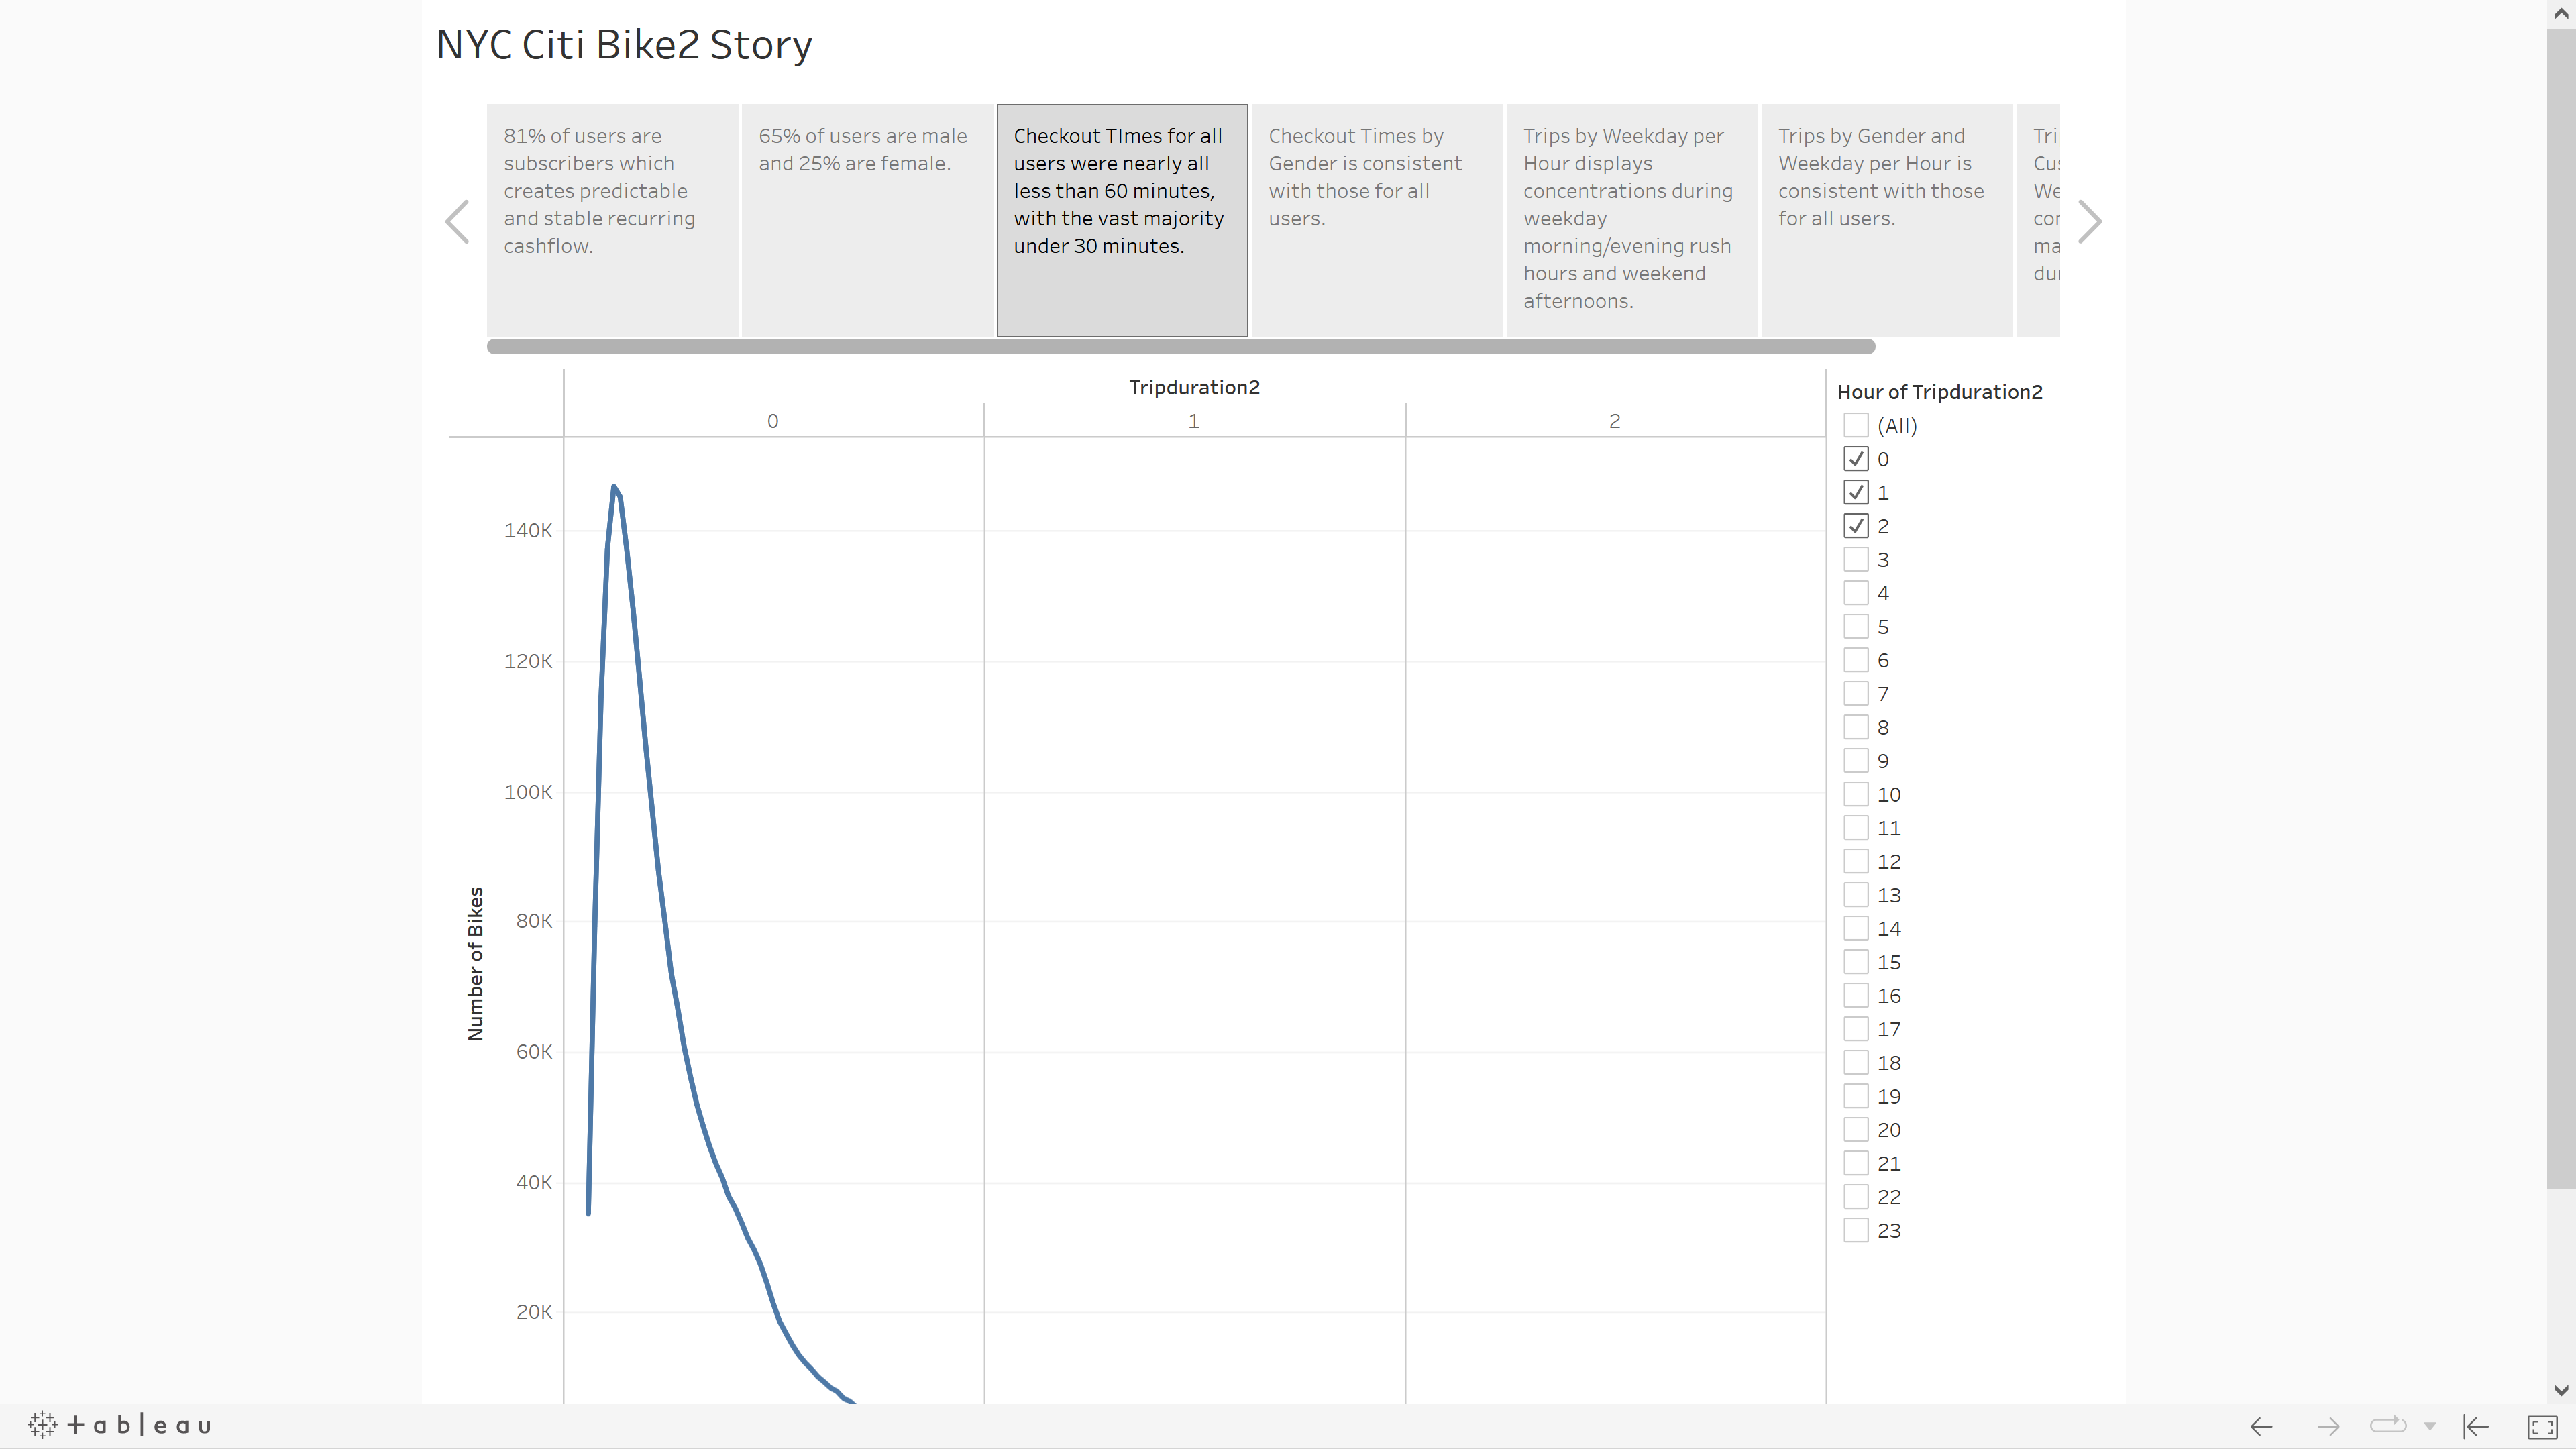 NYC Citi Bike2 Story
81% of users are
subscribers which
creates predictable
and stable recurring
cashflow.
65% of users are male
and 25% are female.
Checkout TImes for all
users were nearly all
less than 60 minutes,
with the vast majority
under 30 minutes.
Checkout Times by
Gender is consistent
with those for all
users.
Trips by Weekday per
Hour displays
concentrations during
weekday
morning/evening rush
hours and weekend
afternoons.
Trips by Gender and
Weekday per Hour is
consistent with those
for all users.
Tripduration2
0
1
2
140K
120K
100K
80K
60K
40K
20K
Number of Bikes
Hour of Tripduration2
(All)
0
1
2
3
4
5
6
7
8
9
10
11
12
13
14
15
16
17
18
19
20
21
22
23
+ableau